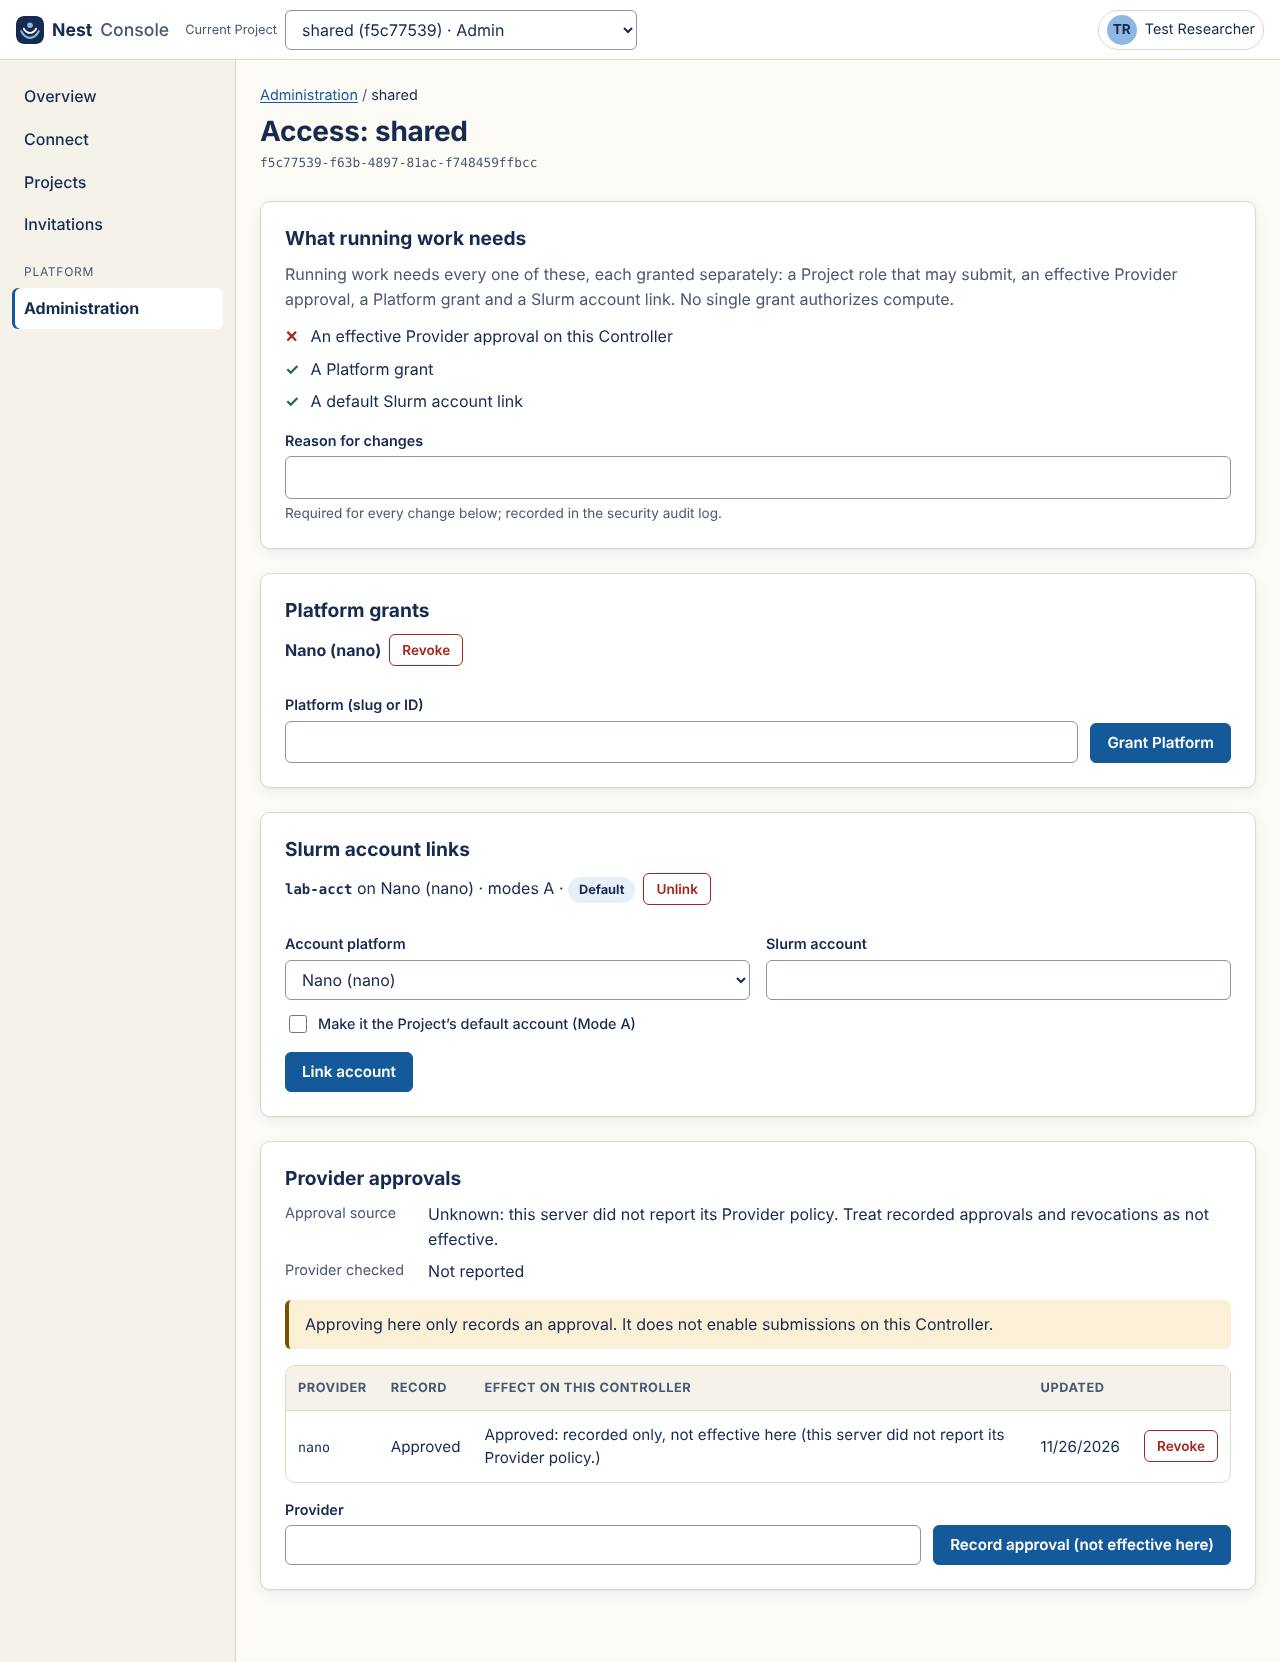 Nest Console
Current Project
shared (f5c77539) · Admin
TR
Test Researcher
Overview
Connect
Projects
Invitations
PLATFORM
Administration
Administration / shared
Access: shared
f5c77539-f63b-4897-81ac-f748459ffbcc
What running work needs
Running work needs every one of these, each granted separately: a Project role that may submit, an effective Provider
approval, a Platform grant and a Slurm account link. No single grant authorizes compute.
✕ An effective Provider approval on this Controller
✓ A Platform grant
✓ A default Slurm account link
Reason for changes
Required for every change below; recorded in the security audit log.
Platform grants
Nano (nano) Revoke
Platform (slug or ID)
Grant Platform
Slurm account links
lab-acct on Nano (nano) · modes A · Default Unlink
Account platform
Slurm account
Nano (nano)
Make it the Project’s default account (Mode A)
Link account
Provider approvals
Approval source
Unknown: this server did not report its Provider policy. Treat recorded approvals and revocations as not
effective.
Provider checked
Not reported
Approving here only records an approval. It does not enable submissions on this Controller.
PROVIDER RECORD EFFECT ON THIS CONTROLLER UPDATED
nano Approved Approved: recorded only, not effective here (this server did not report its
Provider policy.) 11/26/2026 Revoke
Provider
Record approval (not effective here)